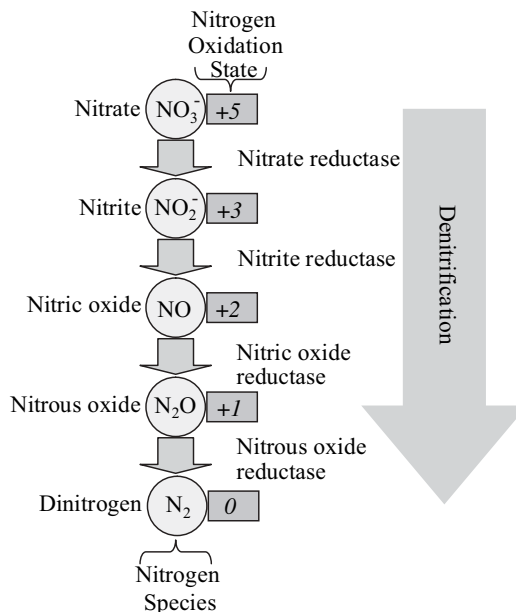 Nitrogen
Oxidation
State
Nitrate NO₃⁻ +5
Nitrate reductase
Nitrite NO₂⁻ +3
Nitrite reductase
Nitric oxide NO +2
Nitric oxide
reductase
Nitrous oxide N₂O +1
Nitrous oxide
reductase
Dinitrogen N₂ 0
Nitrogen
Species
Denitrification